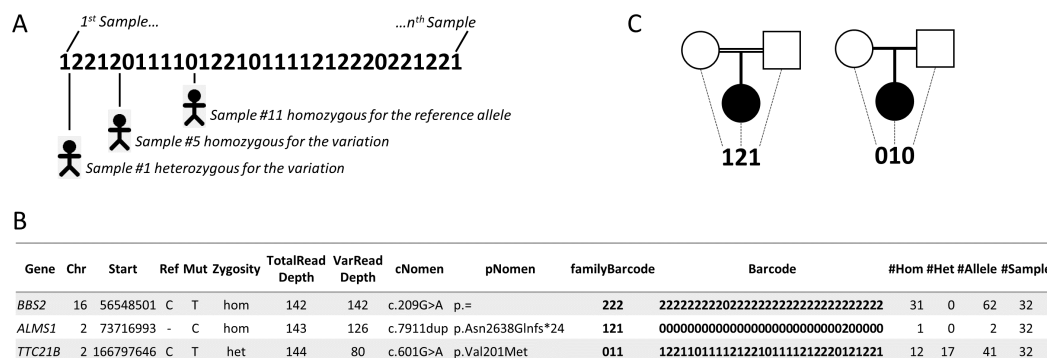 A
1st Sample...
...nth Sample
12212011110122101111212220221221
Sample #11 homozygous for the reference allele
Sample #5 homozygous for the variation
Sample #1 heterozygous for the variation
C
121
010
B
Gene Chr Start Ref Mut Zygosity TotalRead Depth VarRead Depth cNomen pNomen familyBarcode Barcode #Hom #Het #Allele #Sample
BBS2 16 56548501 C T hom 142 142 c.209G>A p.= 222 22222222220222222222222222222222 31 0 62 32
ALMS1 2 73716993 - C hom 143 126 c.7911dup p.Asn2638Glnfs*24 121 00000000000000000000000000200000 1 0 2 32
TTC21B 2 166797646 C T het 144 80 c.601G>A p.Val201Met 011 12211011112122101111212220121221 12 17 41 32